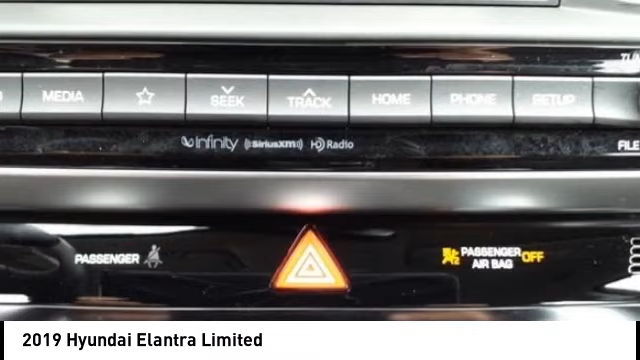 MEDIA SEEK TRACK HOME PHONE SETUP
Infinity ((SiriusXM)) HD Radio
FILE
PASSENGER PASSENGER AIR BAG OFF
2019 Hyundai Elantra Limited